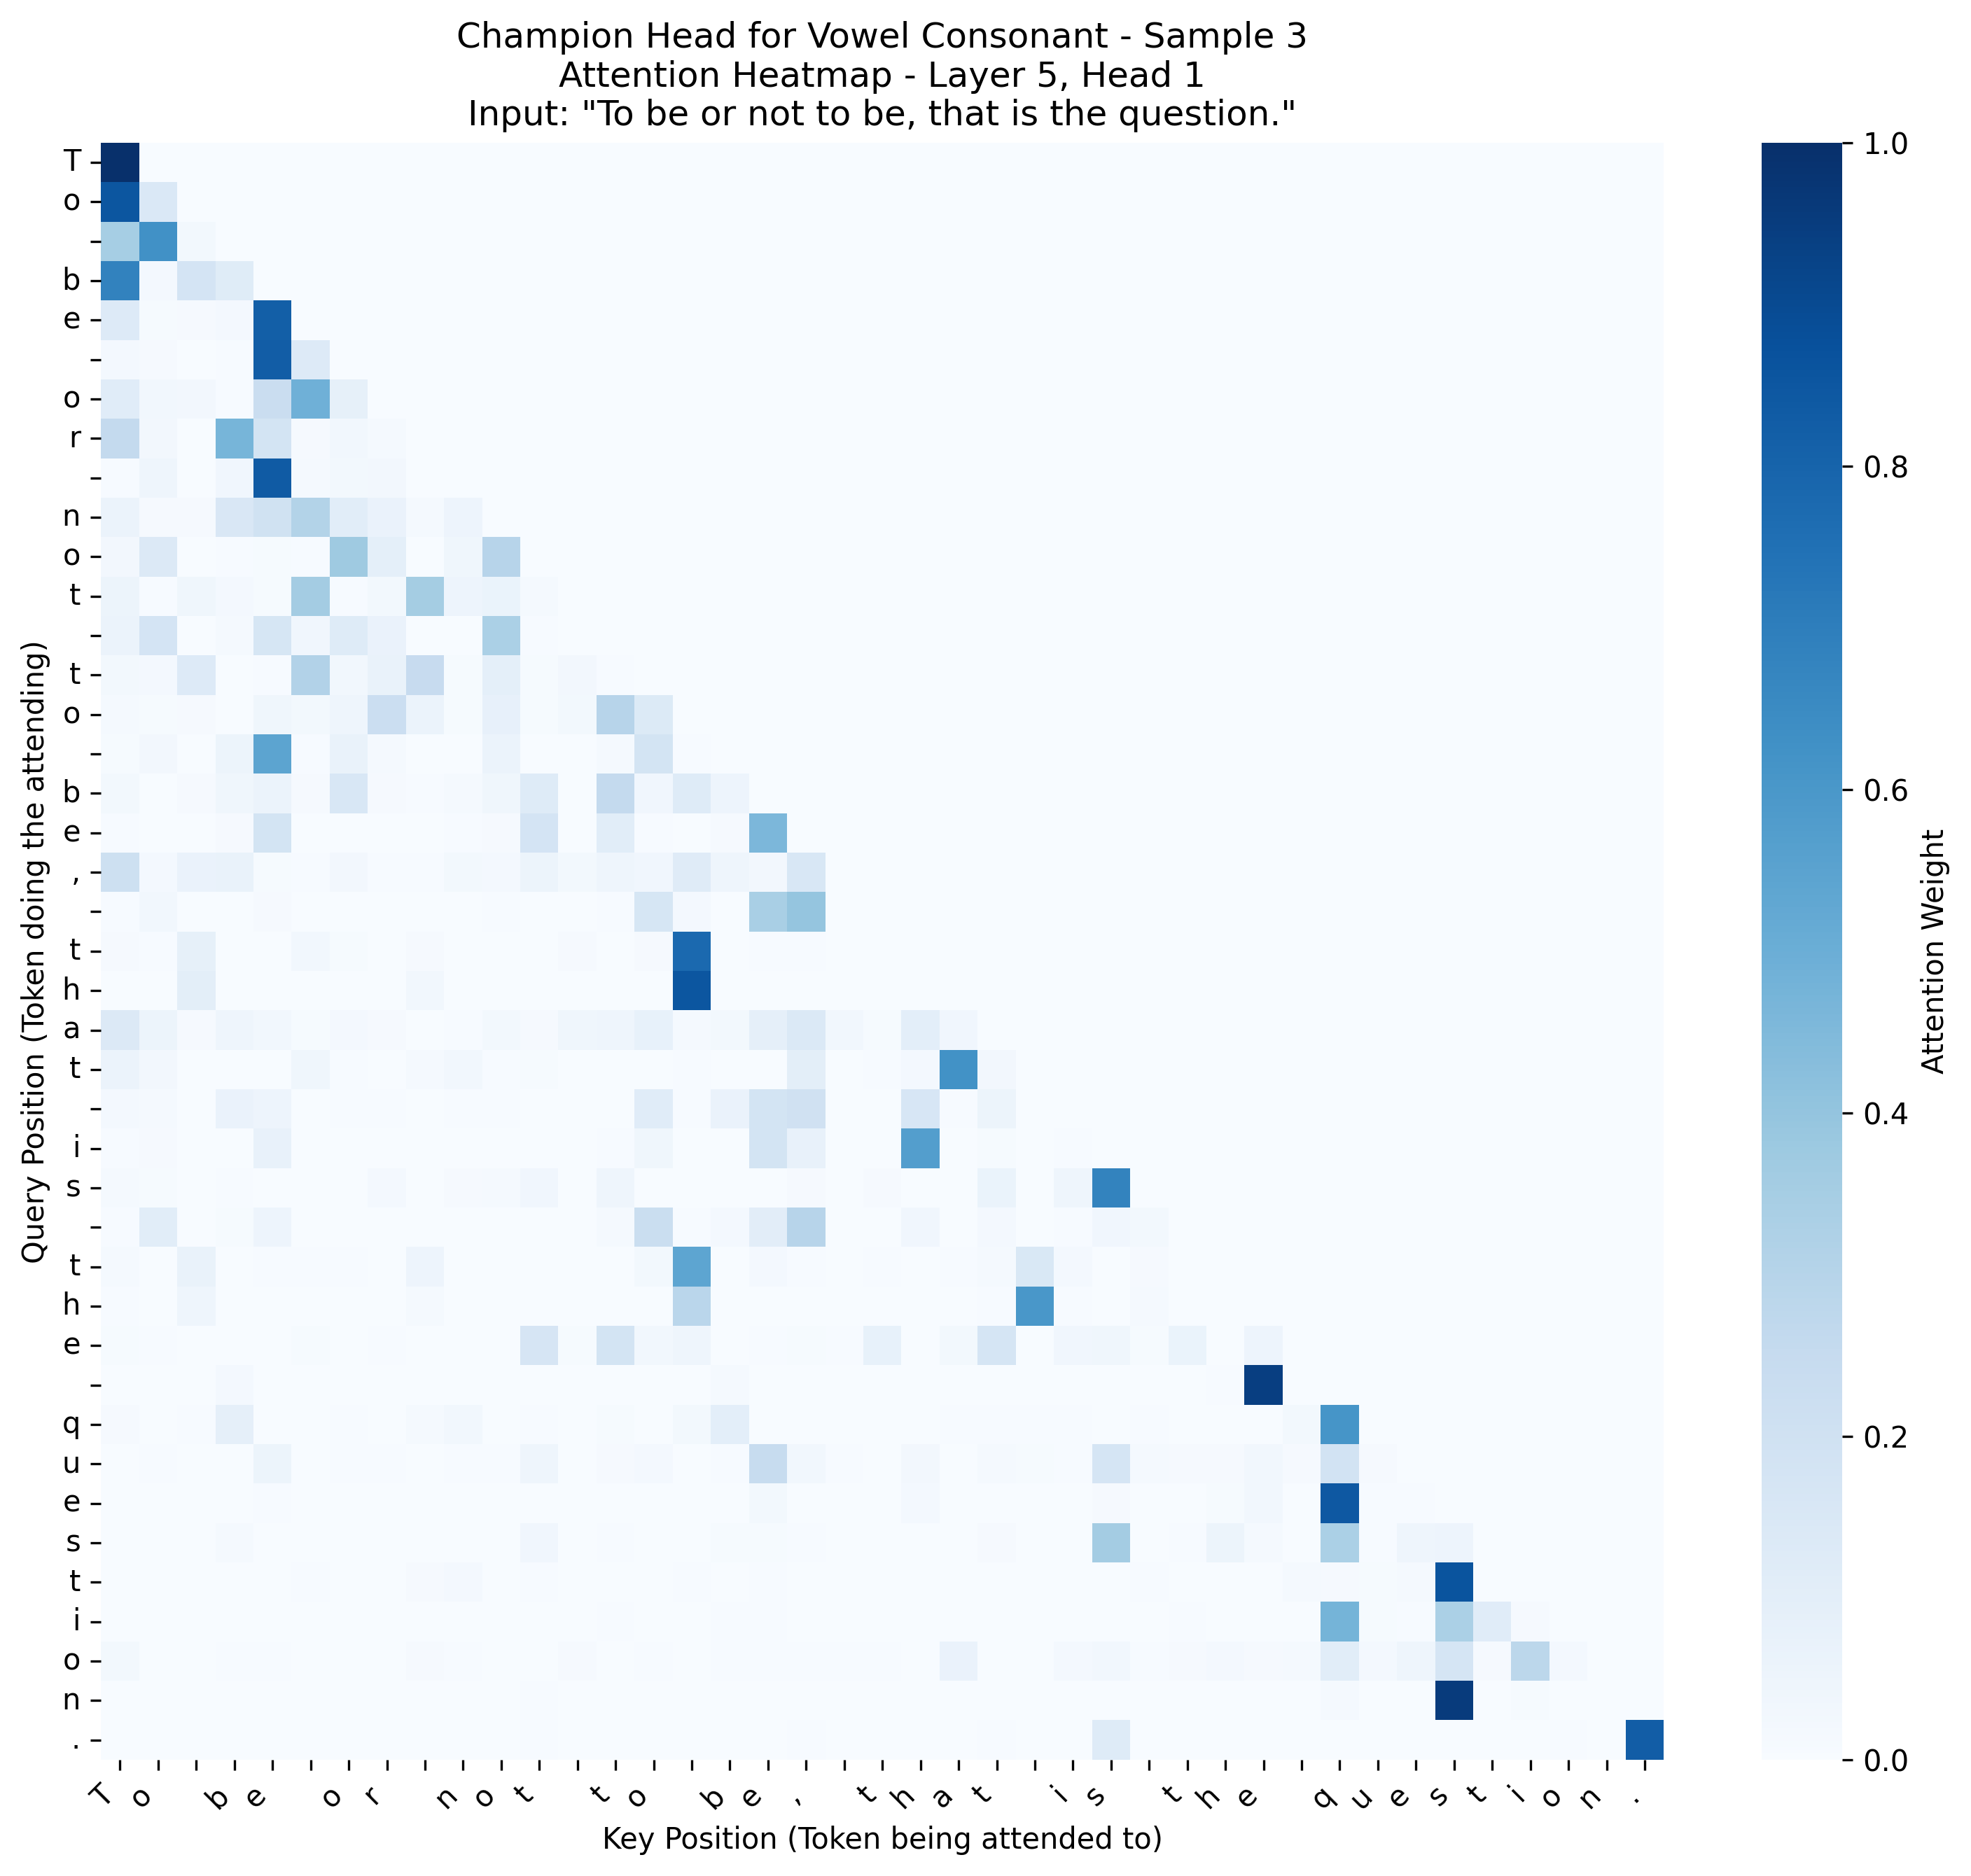 Champion Head for Vowel Consonant - Sample 3
Attention Heatmap - Layer 5, Head 1
Input: "To be or not to be, that is the question."
Query Position (Token doing the attending)
T
o
b
e
o
r
n
o
t
t
o
b
e
,
t
h
a
t
i
s
t
h
e
q
u
e
s
t
i
o
n
.
T o b e o r n o t t o b e , t h a t i s t h e q u e s t i o n .
Key Position (Token being attended to)
1.0
0.8
0.6
0.4
0.2
0.0
Attention Weight